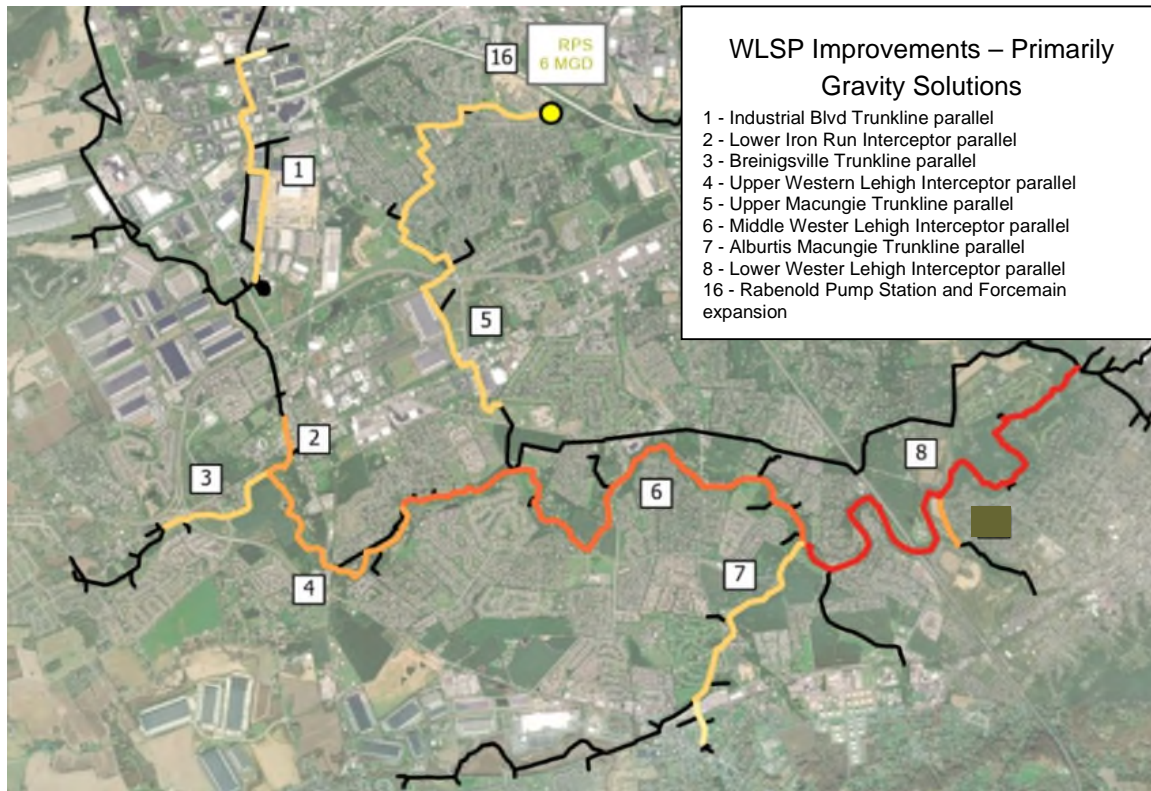 WLSP Improvements – Primarily
Gravity Solutions
1 - Industrial Blvd Trunkline parallel
2 - Lower Iron Run Interceptor parallel
3 - Breinigsville Trunkline parallel
4 - Upper Western Lehigh Interceptor parallel
5 - Upper Macungie Trunkline parallel
6 - Middle Wester Lehigh Interceptor parallel
7 - Alburtis Macungie Trunkline parallel
8 - Lower Wester Lehigh Interceptor parallel
16 - Rabenold Pump Station and Forcemain
expansion
16
RPS
6 MGD
1
5
2
3
8
6
4
7